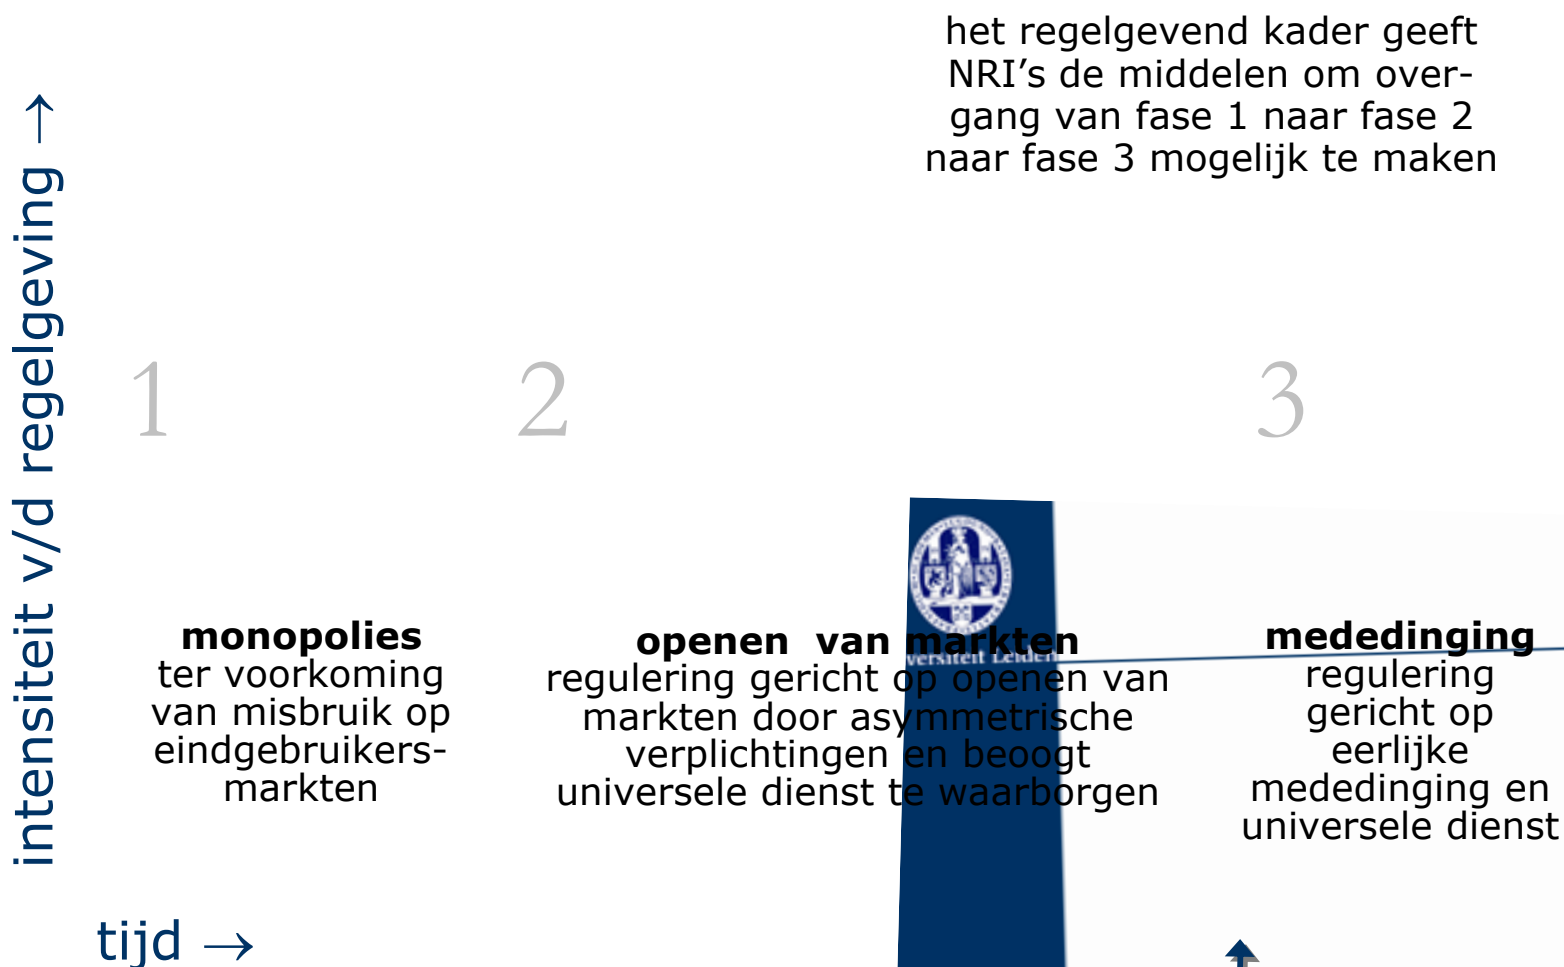 het regelgevend kader geeft
NRI’s de middelen om over-
gang van fase 1 naar fase 2
naar fase 3 mogelijk te maken
intensiteit v/d regelgeving →
1
2
3
monopolies
ter voorkoming
van misbruik op
eindgebruikers-
markten
openen van markten
regulering gericht op openen van
markten door asymmetrische
verplichtingen en beoogt
universele dienst te waarborgen
versiteit Leiden
mededinging
regulering
gericht op
eerlijke
mededinging en
universele dienst
tijd →